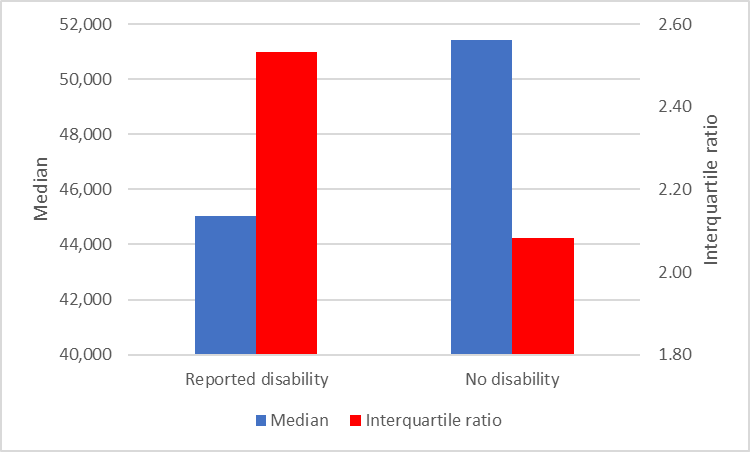 52,000
50,000
48,000
46,000
44,000
42,000
40,000
Median
2.60
2.40
2.20
2.00
1.80
Interquartile ratio
Reported disability
No disability
Median
Interquartile ratio